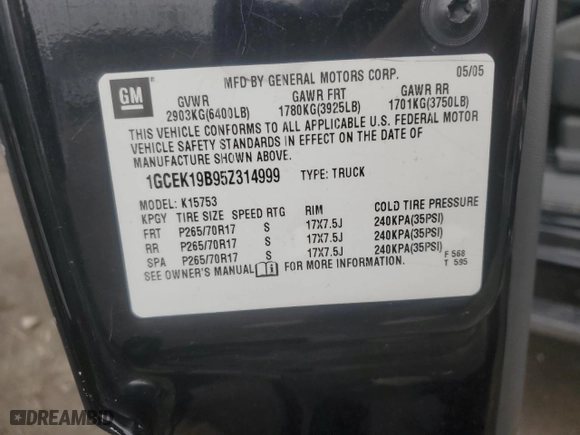 GM
MFD BY GENERAL MOTORS CORP. 05/05
GVWR GAWR FRT GAWR RR
2903KG(6400LB) 1780KG(3925LB) 1701KG(3750LB)
THIS VEHICLE CONFORMS TO ALL APPLICABLE U.S. FEDERAL MOTOR
VEHICLE SAFETY STANDARDS IN EFFECT ON THE DATE OF
MANUFACTURE SHOWN ABOVE.
1GCEK19B95Z314999 TYPE: TRUCK
MODEL: K15753
KPGY TIRE SIZE SPEED RTG RIM COLD TIRE PRESSURE
FRT P265/70R17 S 17X7.5J 240KPA(35PSI)
RR P265/70R17 S 17X7.5J 240KPA(35PSI)
SPA P265/70R17 S 17X7.5J 240KPA(35PSI)
SEE OWNER'S MANUAL FOR MORE INFORMATION.
F 568
T 595
DREAMBID